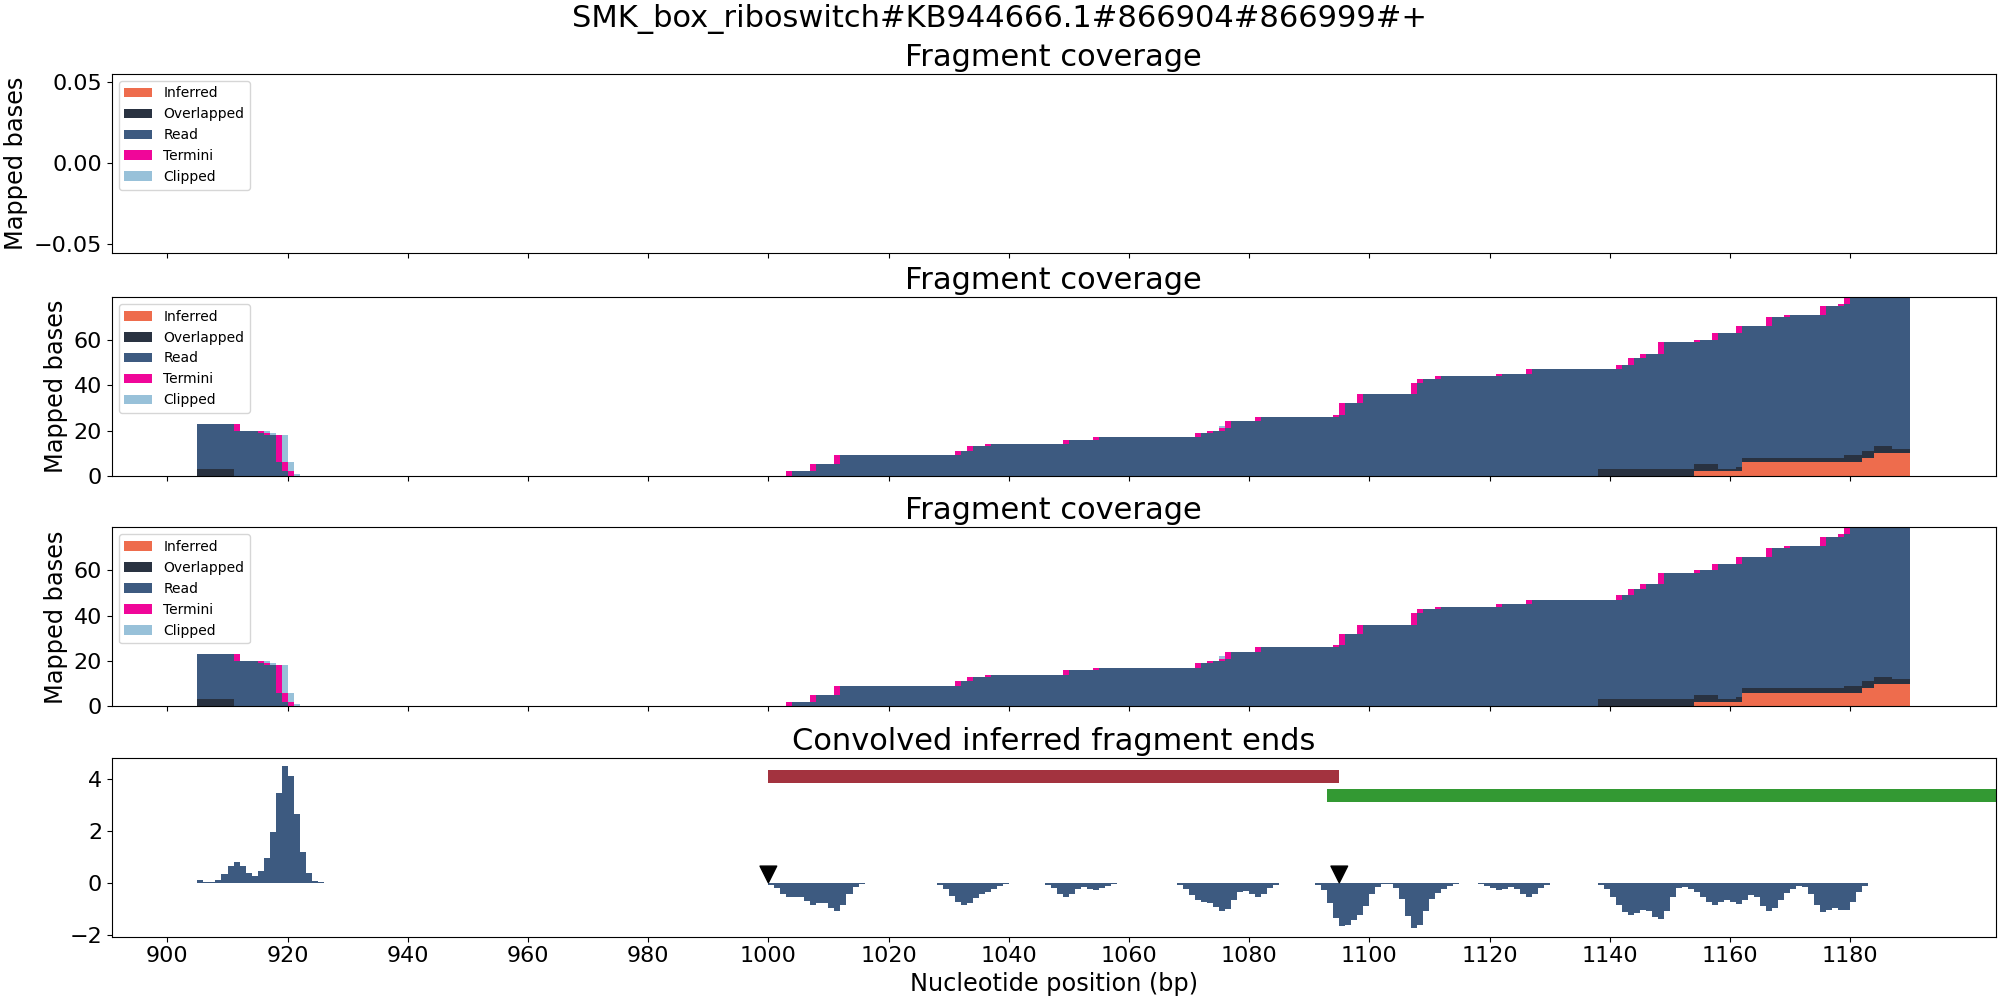 SMK_box_riboswitch#KB944666.1#866904#866999#+
Fragment coverage
Mapped bases
0.05
0.00
−0.05
Inferred
Overlapped
Read
Termini
Clipped
Fragment coverage
Mapped bases
60
40
20
0
Inferred
Overlapped
Read
Termini
Clipped
Fragment coverage
Mapped bases
60
40
20
0
Inferred
Overlapped
Read
Termini
Clipped
Convolved inferred fragment ends
4
2
0
−2
900 920 940 960 980 1000 1020 1040 1060 1080 1100 1120 1140 1160 1180
Nucleotide position (bp)